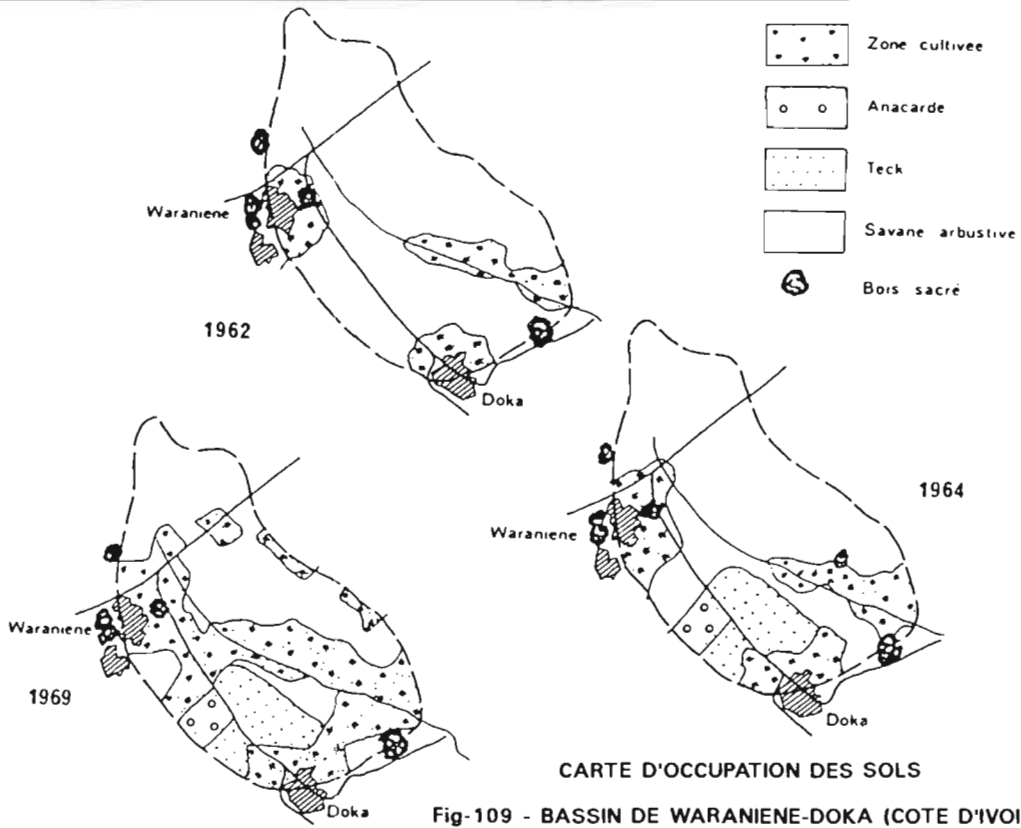 Zone cultivee
Anacarde
Teck
Savane arbustive
Bois sacré
Waraniene
1962
Doka
1964
Waraniene
Doka
Waraniene
1969
Doka
CARTE D'OCCUPATION DES SOLS
Fig-109 - BASSIN DE WARANIENE-DOKA (COTE D'IVOI